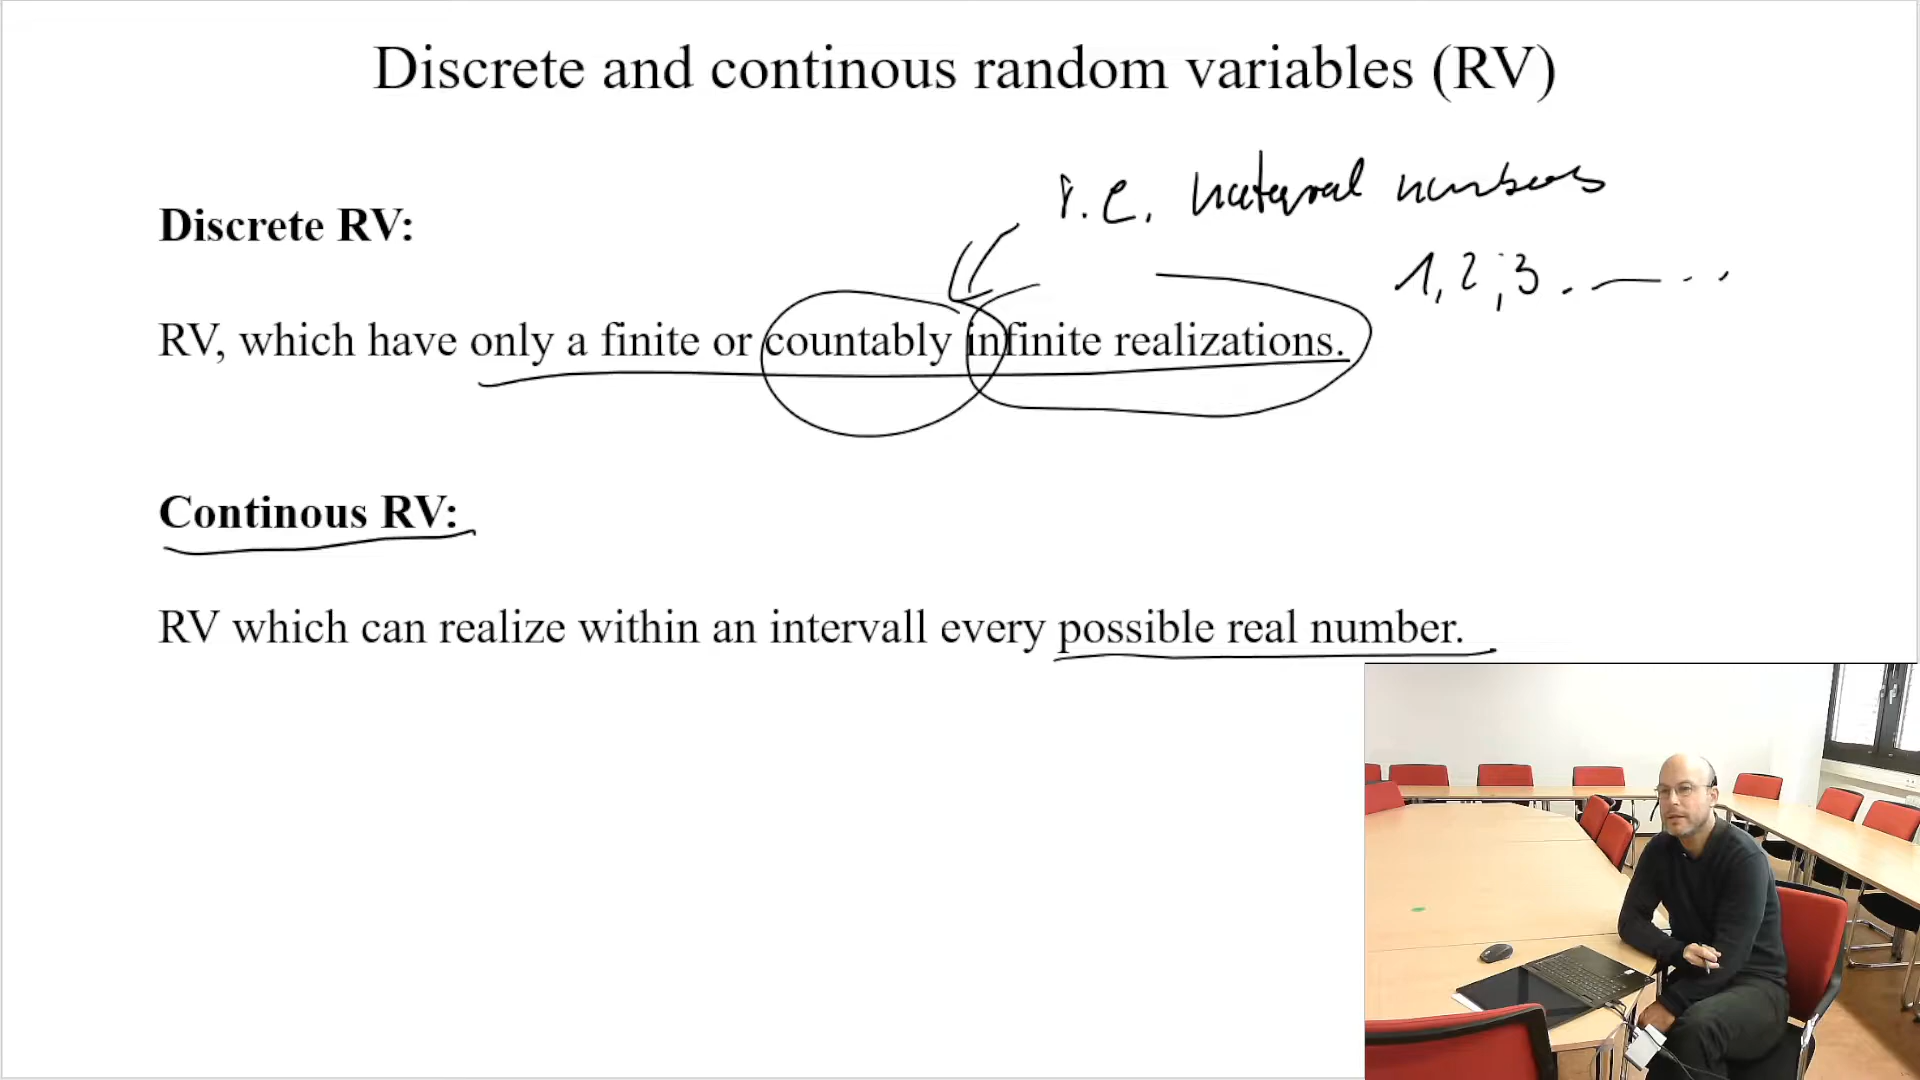 Discrete and continous random variables (RV)
i.e. natural numbers
Discrete RV:
1, 2, 3 . — . .
RV, which have only a finite or countably infinite realizations.
Continous RV:
RV which can realize within an intervall every possible real number.